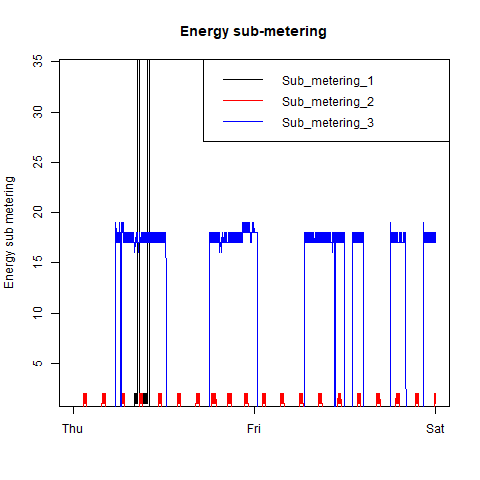 Energy sub-metering
Sub_metering_1
Sub_metering_2
Sub_metering_3
Energy sub metering
35
30
25
20
15
10
5
Thu
Fri
Sat